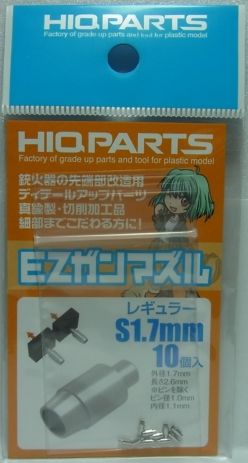 HIQPARTS
Factory of grade up parts and tool for plastic model
HIQPARTS
Factory of grade up parts and tool for plastic model
銃火器の先端部改造用
ディテールアップパーツ
真鍮製・切削加工品
細部までこだわる方に!
EZガンマズル
レギュラー
S1.7mm
10個入
外径1.7mm
長さ2.6mm
※ピンを除く
ピン径1.0mm
内径1.1mm